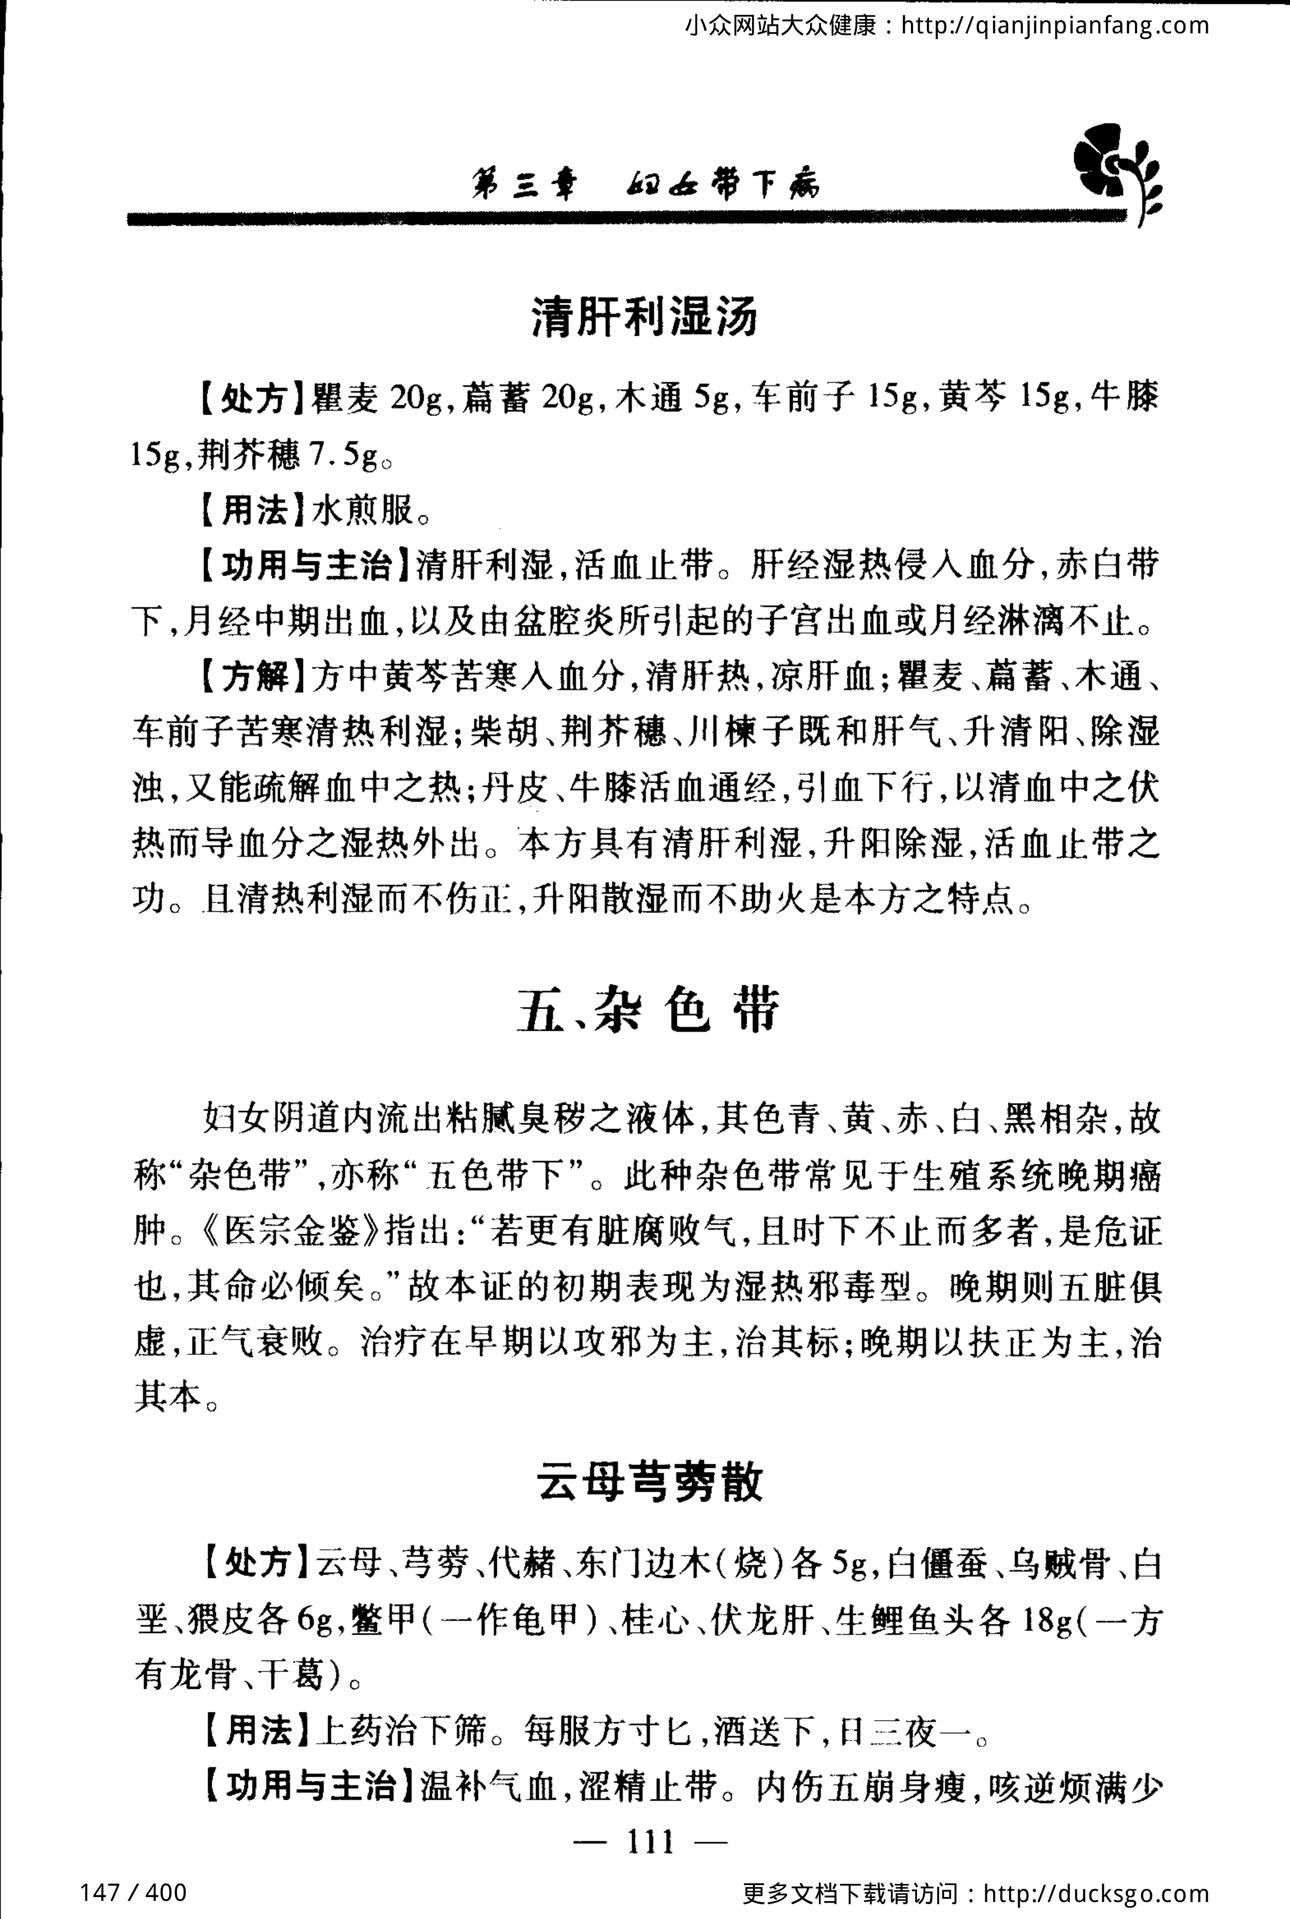 小众网站大众健康：http://qianjinpianfang.com
第三章 妇女带下病
清肝利湿汤
【处方】瞿麦 20g,萹蓄 20g,木通 5g,车前子 15g,黄芩 15g,牛膝
15g,荆芥穗 7.5g。
【用法】水煎服。
【功用与主治】清肝利湿,活血止带。肝经湿热侵入血分,赤白带
下,月经中期出血,以及由盆腔炎所引起的子宫出血或月经淋漓不止。
【方解】方中黄芩苦寒入血分,清肝热,凉肝血;瞿麦、萹蓄、木通、
车前子苦寒清热利湿;柴胡、荆芥穗、川楝子既和肝气、升清阳、除湿
浊,又能疏解血中之热;丹皮、牛膝活血通经,引血下行,以清血中之伏
热而导血分之湿热外出。本方具有清肝利湿,升阳除湿,活血止带之
功。且清热利湿而不伤正,升阳散湿而不助火是本方之特点。
五、杂色带
妇女阴道内流出粘腻臭秽之液体,其色青、黄、赤、白、黑相杂,故
称“杂色带”,亦称“五色带下”。此种杂色带常见于生殖系统晚期癌
肿。《医宗金鉴》指出:“若更有脏腐败气,且时下不止而多者,是危证
也,其命必倾矣。”故本证的初期表现为湿热邪毒型。晚期则五脏俱
虚,正气衰败。治疗在早期以攻邪为主,治其标;晚期以扶正为主,治
其本。
云母芎䓖散
【处方】云母、芎䓖、代赭、东门边木(烧)各 5g,白僵蚕、乌贼骨、白
垩、猥皮各 6g,鳖甲(一作龟甲)、桂心、伏龙肝、生鲤鱼头各 18g(一方
有龙骨、干葛)。
【用法】上药治下筛。每服方寸匕,酒送下,日三夜一。
【功用与主治】温补气血,涩精止带。内伤五崩身瘦,咳逆烦满少
— 111 —
147 / 400
更多文档下载请访问：http://ducksgo.com